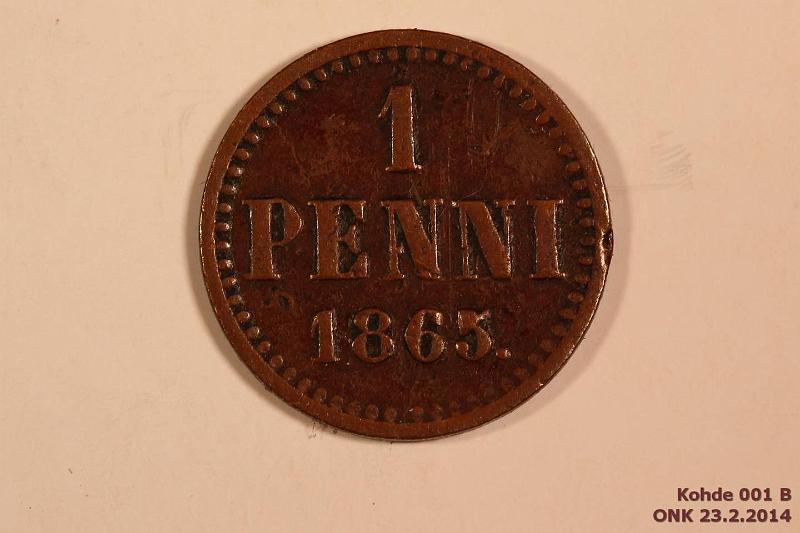 1
PENNI
1865.
Kohde 001 B
ONK 23.2.2014